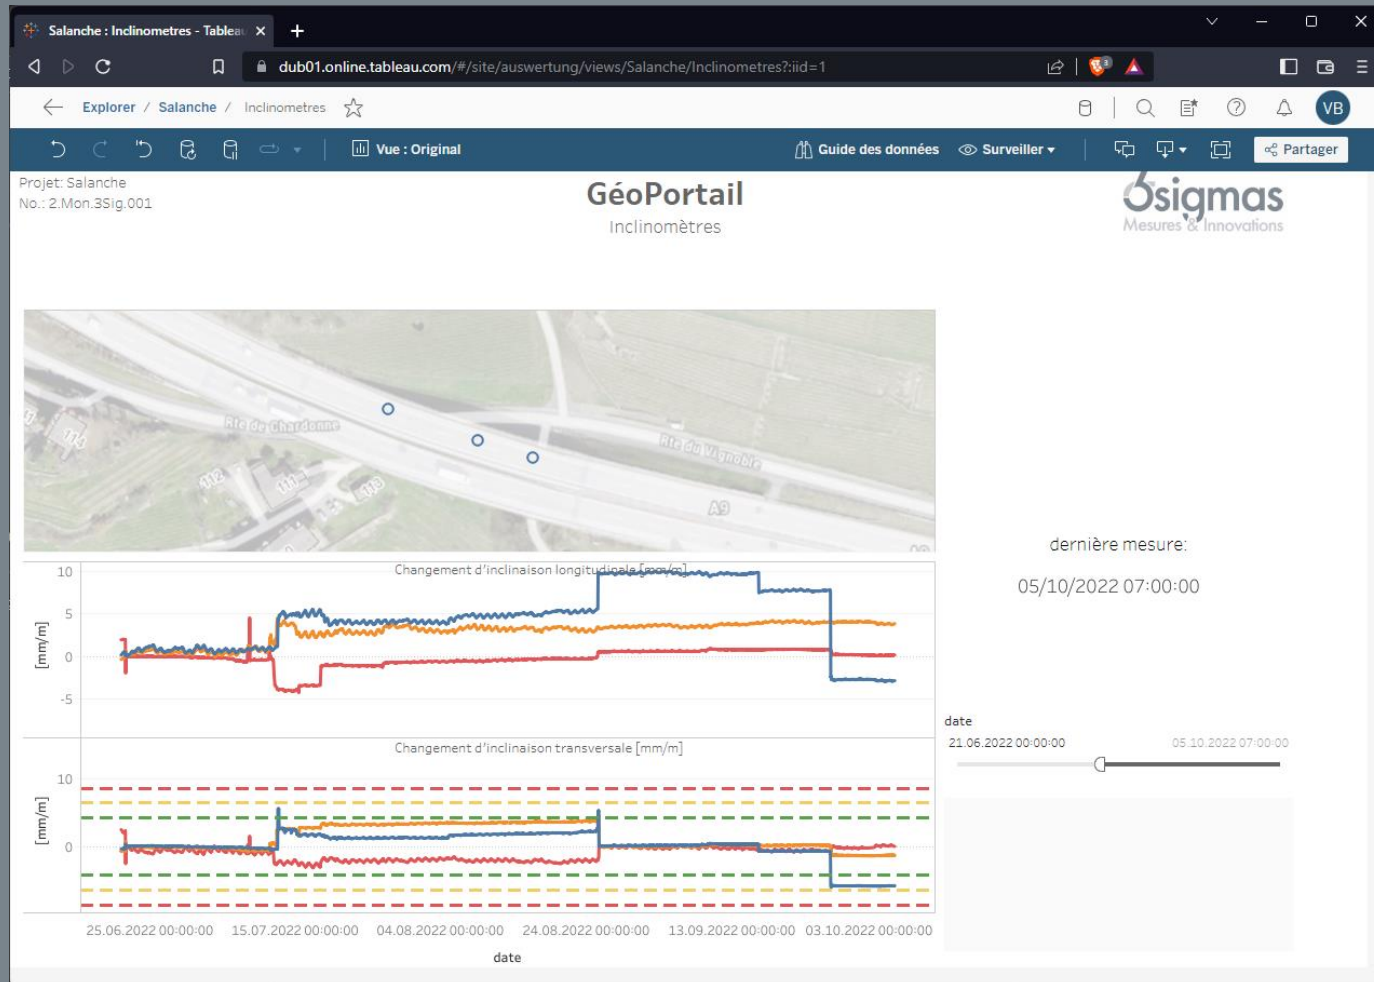 Salanche : Inclinometres - Tablea
dub01.online.tableau.com/#/site/auswertung/views/Salanche/Inclinometres?:iid=1
3
Explorer / Salanche / Inclinometres
VB
Vue : Original
Guide des données
Surveiller
Partager
Projet: Salanche
No.: 2.Mon.3Sig.001
GéoPortail
Inclinomètres
6sigmas
Mesures & Innovations
Rte de Chardonne
Rte du Vignoble
114
112
111
113
A9
dernière mesure:
05/10/2022 07:00:00
Changement d'inclinaison longitudinale [mm/m]
10
5
0
-5
[mm/m]
date
21.06.2022 00:00:00
05.10.2022 07:00:00
Changement d'inclinaison transversale [mm/m]
10
0
[mm/m]
25.06.2022 00:00:00
15.07.2022 00:00:00
04.08.2022 00:00:00
24.08.2022 00:00:00
13.09.2022 00:00:00
03.10.2022 00:00:00
date